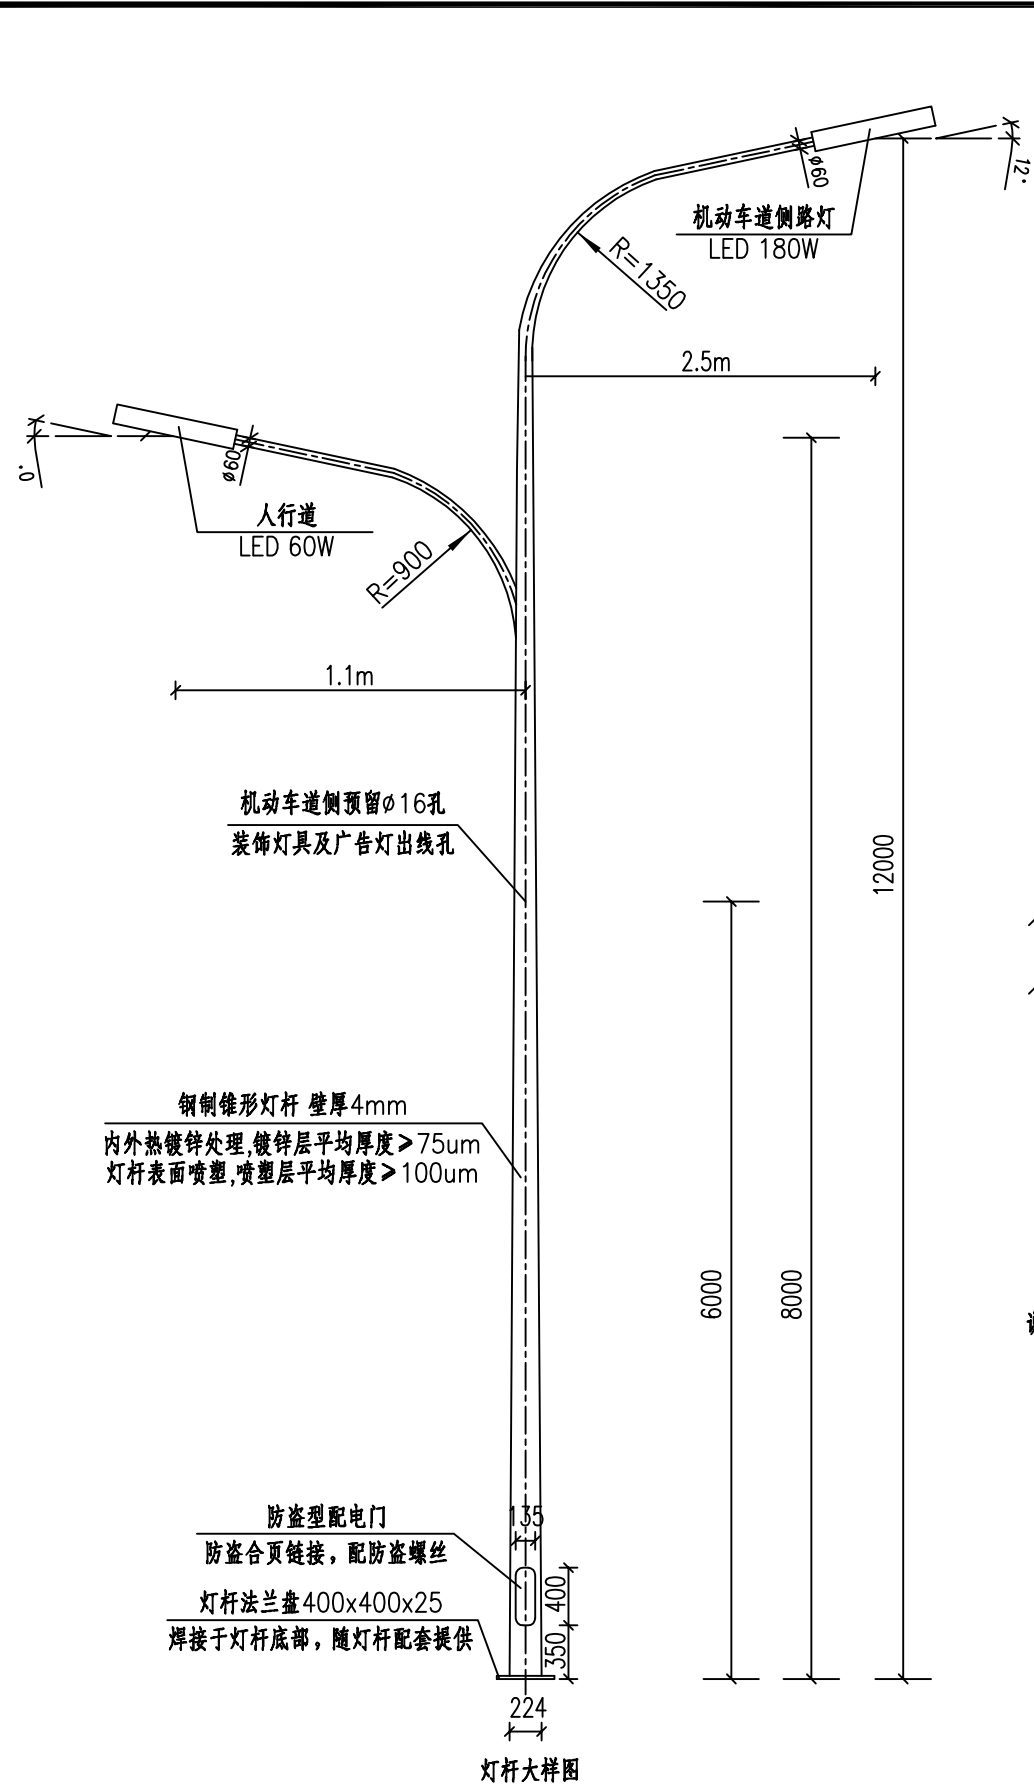 ø60
12°
机动车道侧路灯
LED 180W
R=1350
2.5m
ø60
人行道
LED 60W
R=900
1.1m
机动车道侧预留ø16孔
装饰灯具及广告灯出线孔
12000
钢制锥形灯杆 壁厚4mm
内外热镀锌处理,镀锌层平均厚度≥75um
灯杆表面喷塑,喷塑层平均厚度≥100um
6000
8000
防盗型配电门
防盗合页链接，配防盗螺丝
135
400
灯杆法兰盘400x400x25
焊接于灯杆底部，随灯杆配套提供
350
224
灯杆大样图